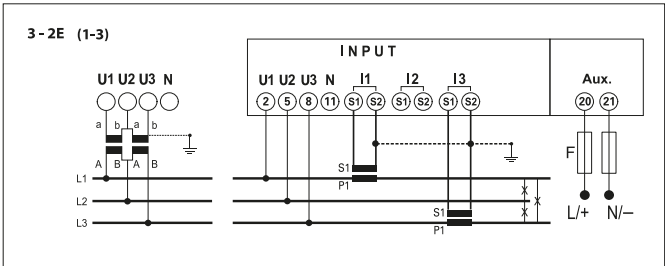 3 - 2E (1-3)
INPUT
U1 U2 U3 N
U1 U2 U3 N I1 I2 I3
Aux.
2 5 8 11 S1 S2 S1 S2 S1 S2
20 21
a b a b
A B A B
F
S1
P1
L1
L2
L3
S1
P1
L/+ N/–